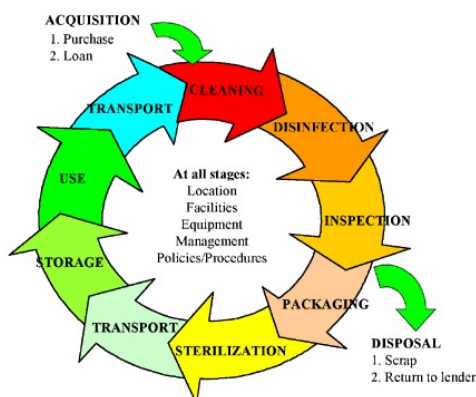 ACQUISITION
1. Purchase
2. Loan
CLEANING
TRANSPORT
DISINFECTION
At all stages:
Location
Facilities
Equipment
Management
Policies/Procedures
USE
INSPECTION
STORAGE
PACKAGING
TRANSPORT
STERILIZATION
DISPOSAL
1. Scrap
2. Return to lender